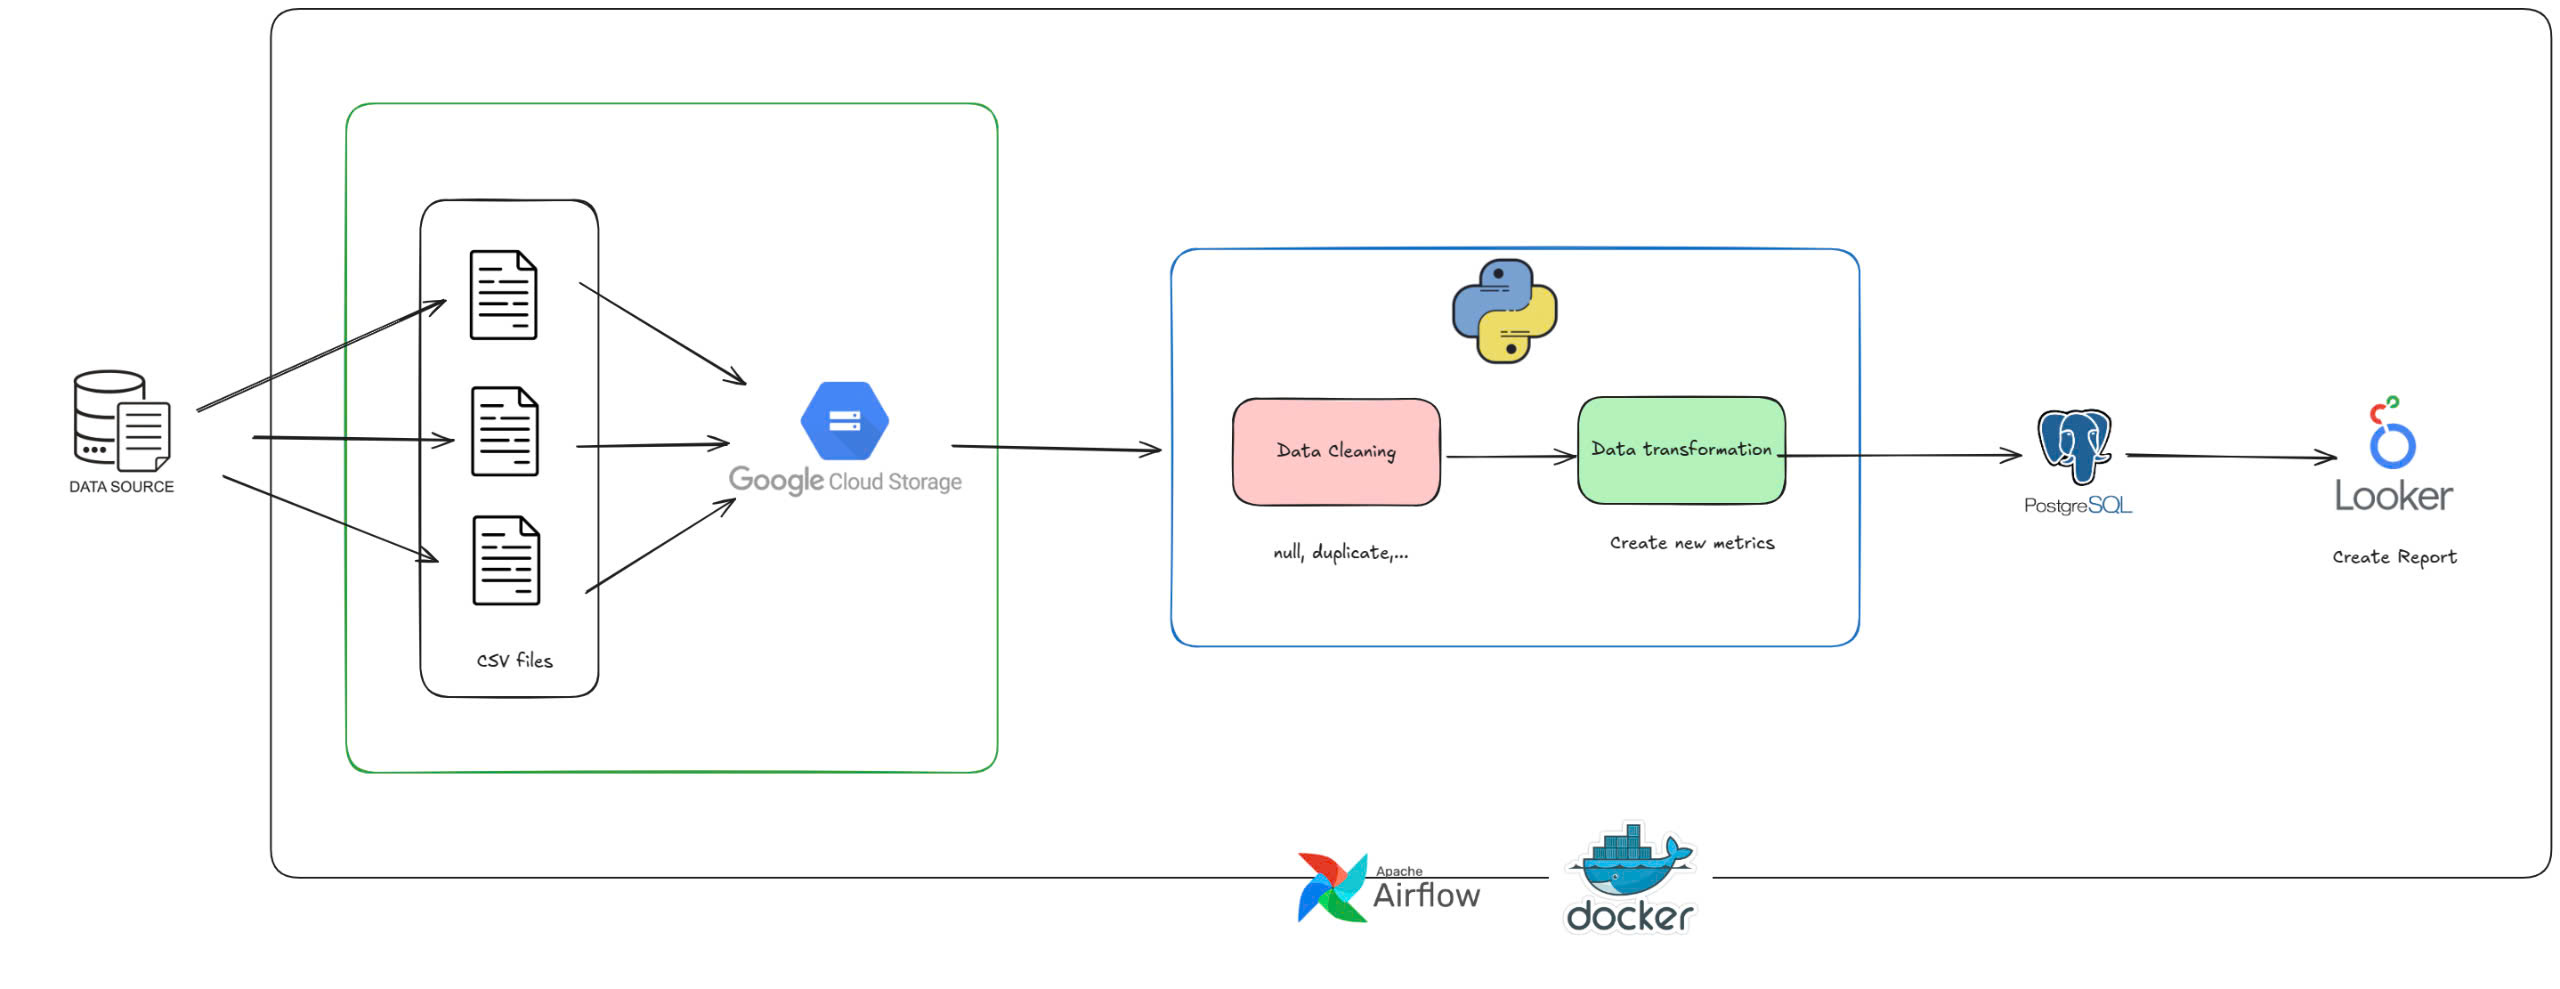 DATA SOURCE
CSV files
Google Cloud Storage
Data Cleaning
null, duplicate,...
Data transformation
Create new metrics
PostgreSQL
Looker
Create Report
Apache
Airflow
docker